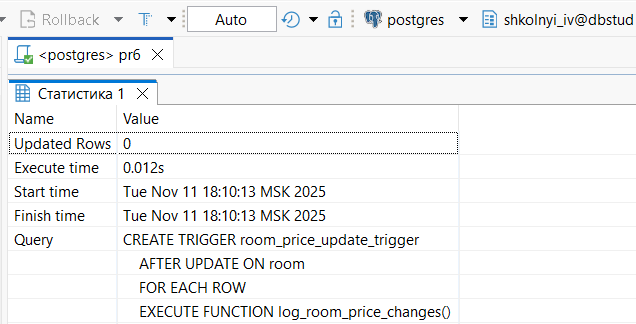 Rollback
Auto
postgres
shkolnyi_iv@dbstud
<postgres> pr6
Статистика 1
Name Value
Updated Rows 0
Execute time 0.012s
Start time Tue Nov 11 18:10:13 MSK 2025
Finish time Tue Nov 11 18:10:13 MSK 2025
Query CREATE TRIGGER room_price_update_trigger
AFTER UPDATE ON room
FOR EACH ROW
EXECUTE FUNCTION log_room_price_changes()